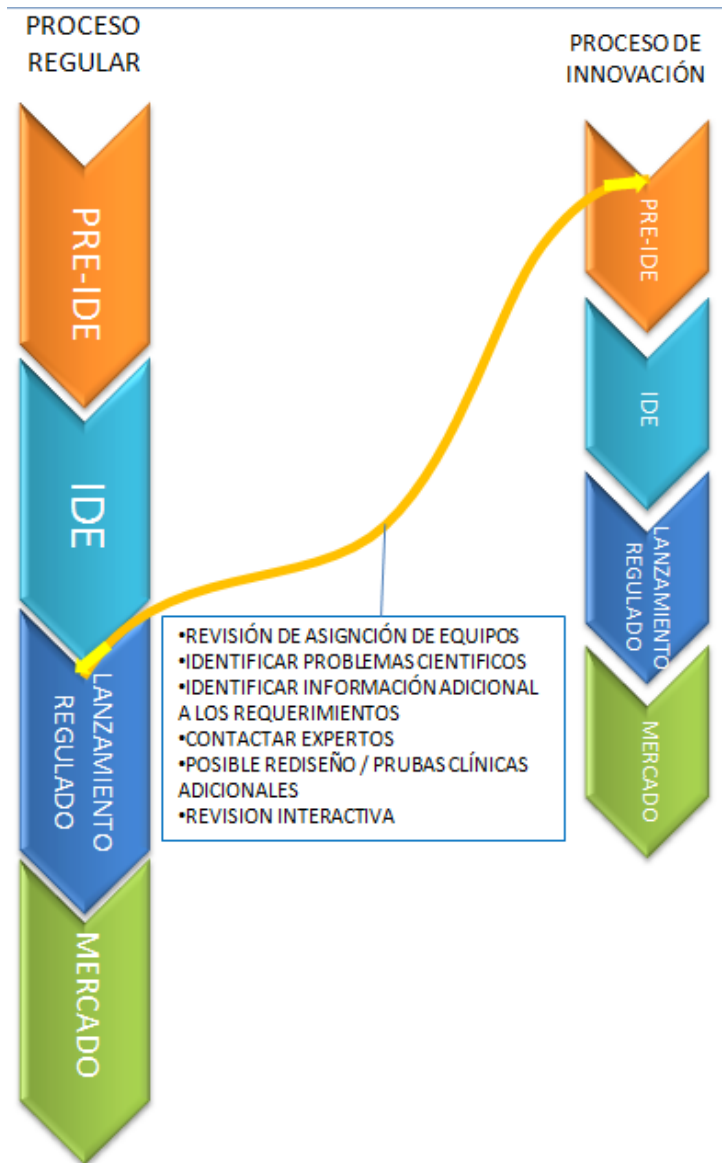 PROCESO
REGULAR
PRE-IDE
IDE
LANZAMIENTO
REGULADO
MERCADO
•REVISIÓN DE ASIGNCIÓN DE EQUIPOS
•IDENTIFICAR PROBLEMAS CIENTIFICOS
•IDENTIFICAR INFORMACIÓN ADICIONAL
A LOS REQUERIMIENTOS
•CONTACTAR EXPERTOS
•POSIBLE REDISEÑO / PRUBAS CLÍNICAS
ADICIONALES
•REVISION INTERACTIVA
PROCESO DE
INNOVACIÓN
PRE-IDE
IDE
LANZAMIENTO
REGULADO
MERCADO